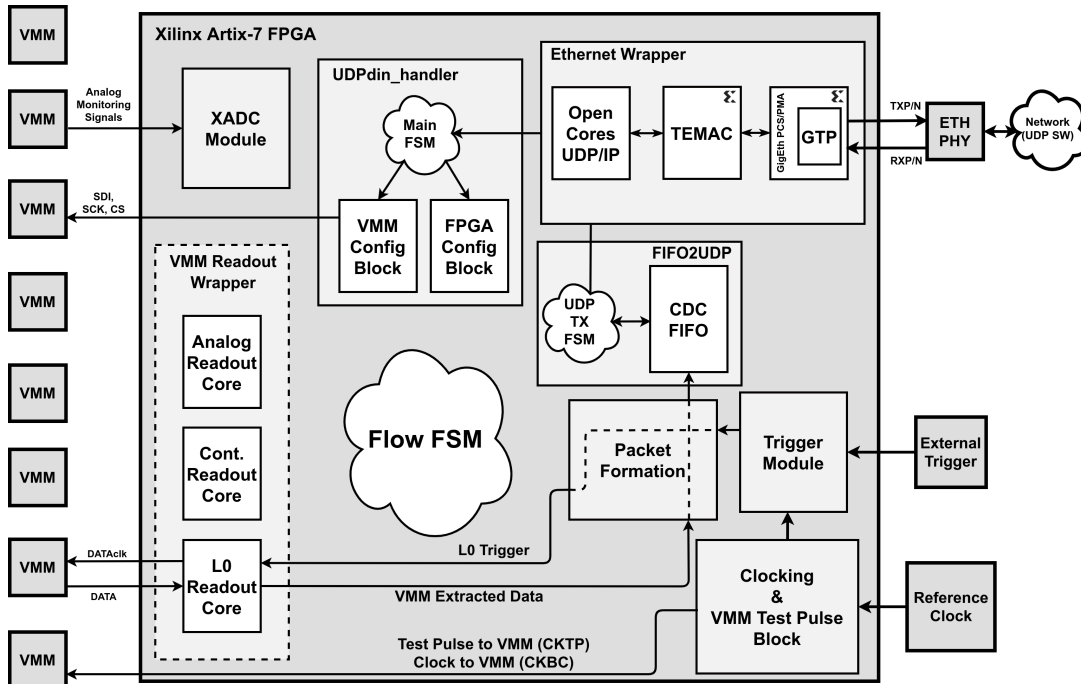 VMM
VMM
VMM
VMM
VMM
VMM
VMM
VMM
Xilinx Artix-7 FPGA
Analog
Monitoring
Signals
XADC
Module
UDPdin_handler
Main
FSM
VMM
Config
Block
FPGA
Config
Block
SDI,
SCK, CS
Ethernet Wrapper
Open
Cores
UDP/IP
TEMAC
GigEth PCS/PMA
GTP
TXP/N
RXP/N
ETH
PHY
Network
(UDP SW)
FIFO2UDP
UDP
TX
FSM
CDC
FIFO
VMM Readout
Wrapper
Analog
Readout
Core
Cont.
Readout
Core
L0
Readout
Core
DATAclk
DATA
Flow FSM
Packet
Formation
Trigger
Module
External
Trigger
L0 Trigger
VMM Extracted Data
Clocking
&
VMM Test Pulse
Block
Reference
Clock
Test Pulse to VMM (CKTP)
Clock to VMM (CKBC)